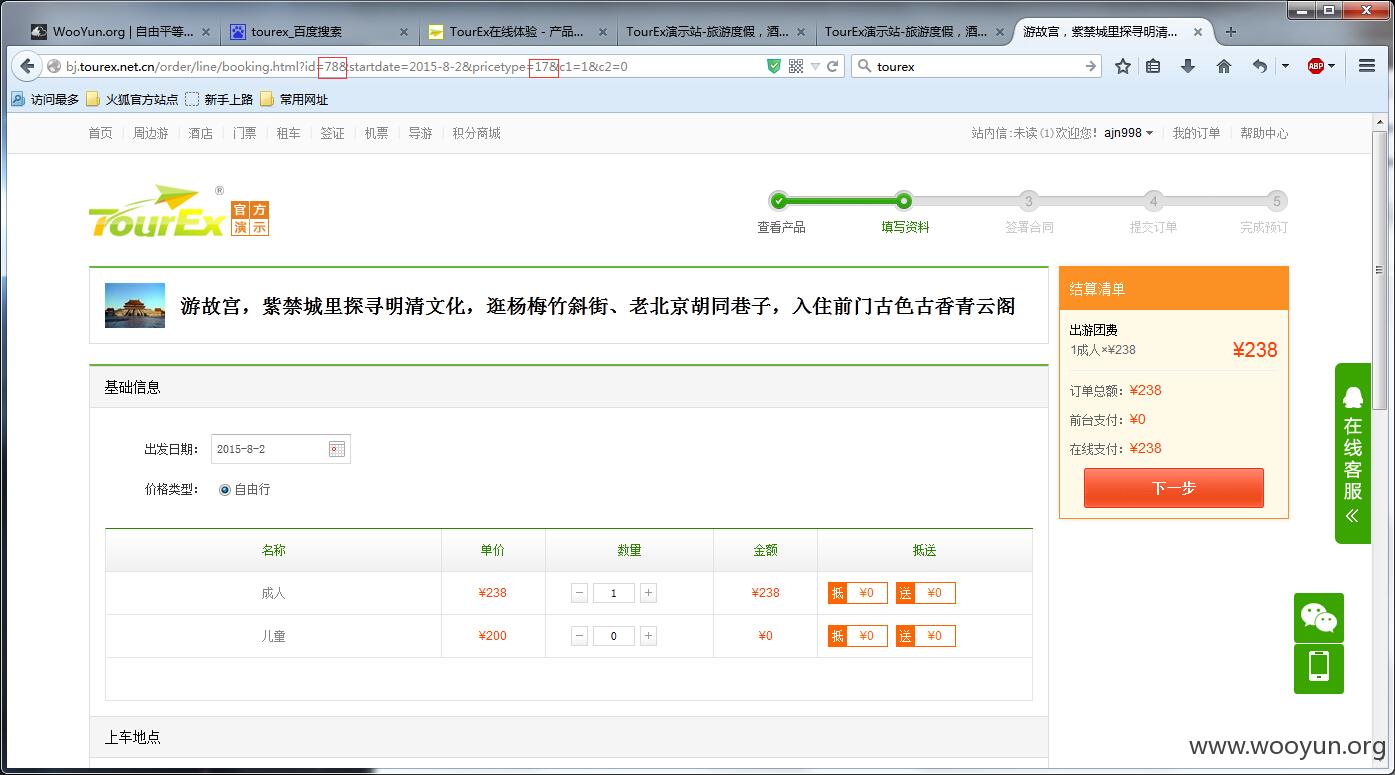 WooYun.org | 自由平等... × tourex_百度搜索 × TourEx在线体验 - 产品... × TourEx演示站-旅游度假，酒... × TourEx演示站-旅游度假，酒... × 游故宫，紫禁城里探寻明清... ×
bj.tourex.net.cn/order/line/booking.html?id=78&startdate=2015-8-2&pricetype=17&c1=1&c2=0
tourex
ABP
访问最多 火狐官方站点 新手上路 常用网址
首页 周边游 酒店 门票 租车 签证 机票 导游 积分商城
站内信:未读(1)欢迎您! ajn998 我的订单 帮助中心
TourEx® 官方演示
3 4 5
查看产品 填写资料 签署合同 提交订单 完成预订
游故宫，紫禁城里探寻明清文化，逛杨梅竹斜街、老北京胡同巷子，入住前门古色古香青云阁
基础信息
出发日期： 2015-8-2
价格类型： 自由行
名称 单价 数量 金额 抵送
成人 ¥238 − 1 + ¥238 抵 ¥0 送 ¥0
儿童 ¥200 − 0 + ¥0 抵 ¥0 送 ¥0
上车地点
结算清单
出游团费
1成人×¥238 ¥238
订单总额：¥238
前台支付：¥0
在线支付：¥238
下一步
在线客服
www.wooyun.org